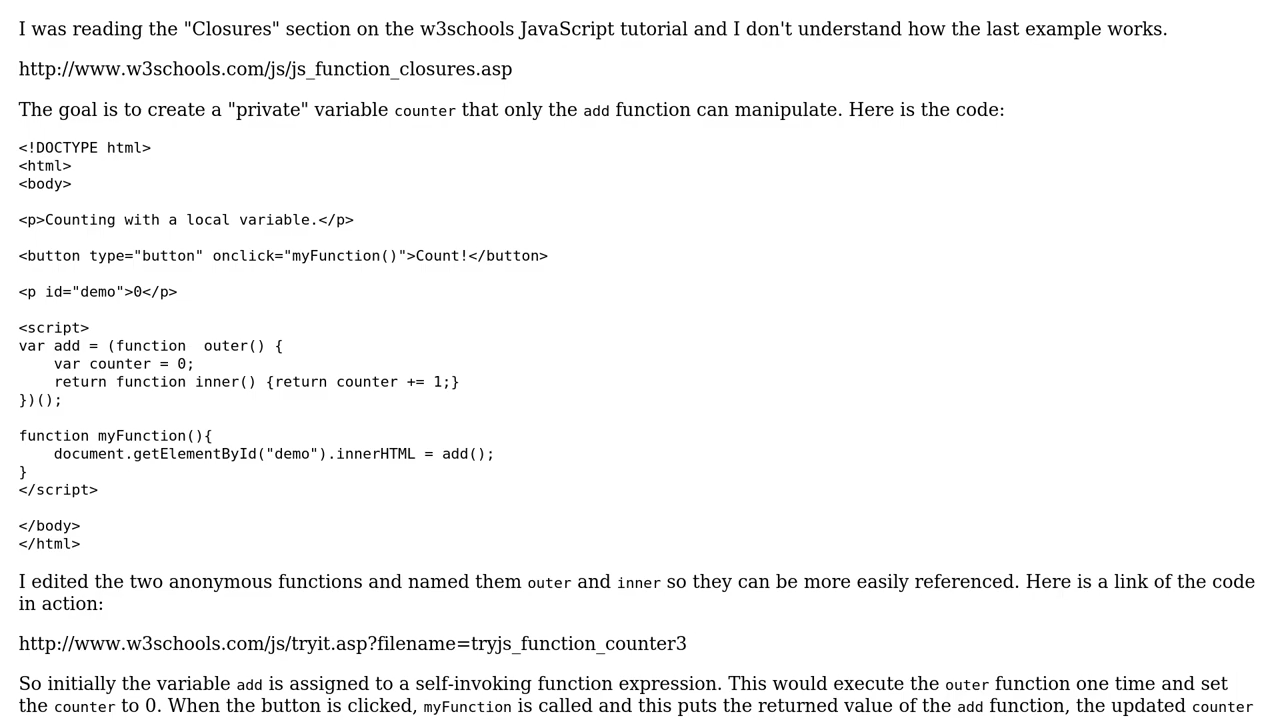 I was reading the "Closures" section on the w3schools JavaScript tutorial and I don't understand how the last example works.
http://www.w3schools.com/js/js_function_closures.asp
The goal is to create a "private" variable counter that only the add function can manipulate. Here is the code:
<!DOCTYPE html>
<html>
<body>
<p>Counting with a local variable.</p>
<button type="button" onclick="myFunction()">Count!</button>
<p id="demo">0</p>
<script>
var add = (function  outer() {
    var counter = 0;
    return function inner() {return counter += 1;}
})();
function myFunction(){
    document.getElementById("demo").innerHTML = add();
}
</script>
</body>
</html>
I edited the two anonymous functions and named them outer and inner so they can be more easily referenced. Here is a link of the code
in action:
http://www.w3schools.com/js/tryit.asp?filename=tryjs_function_counter3
So initially the variable add is assigned to a self-invoking function expression. This would execute the outer function one time and set
the counter to 0. When the button is clicked, myFunction is called and this puts the returned value of the add function, the updated counter